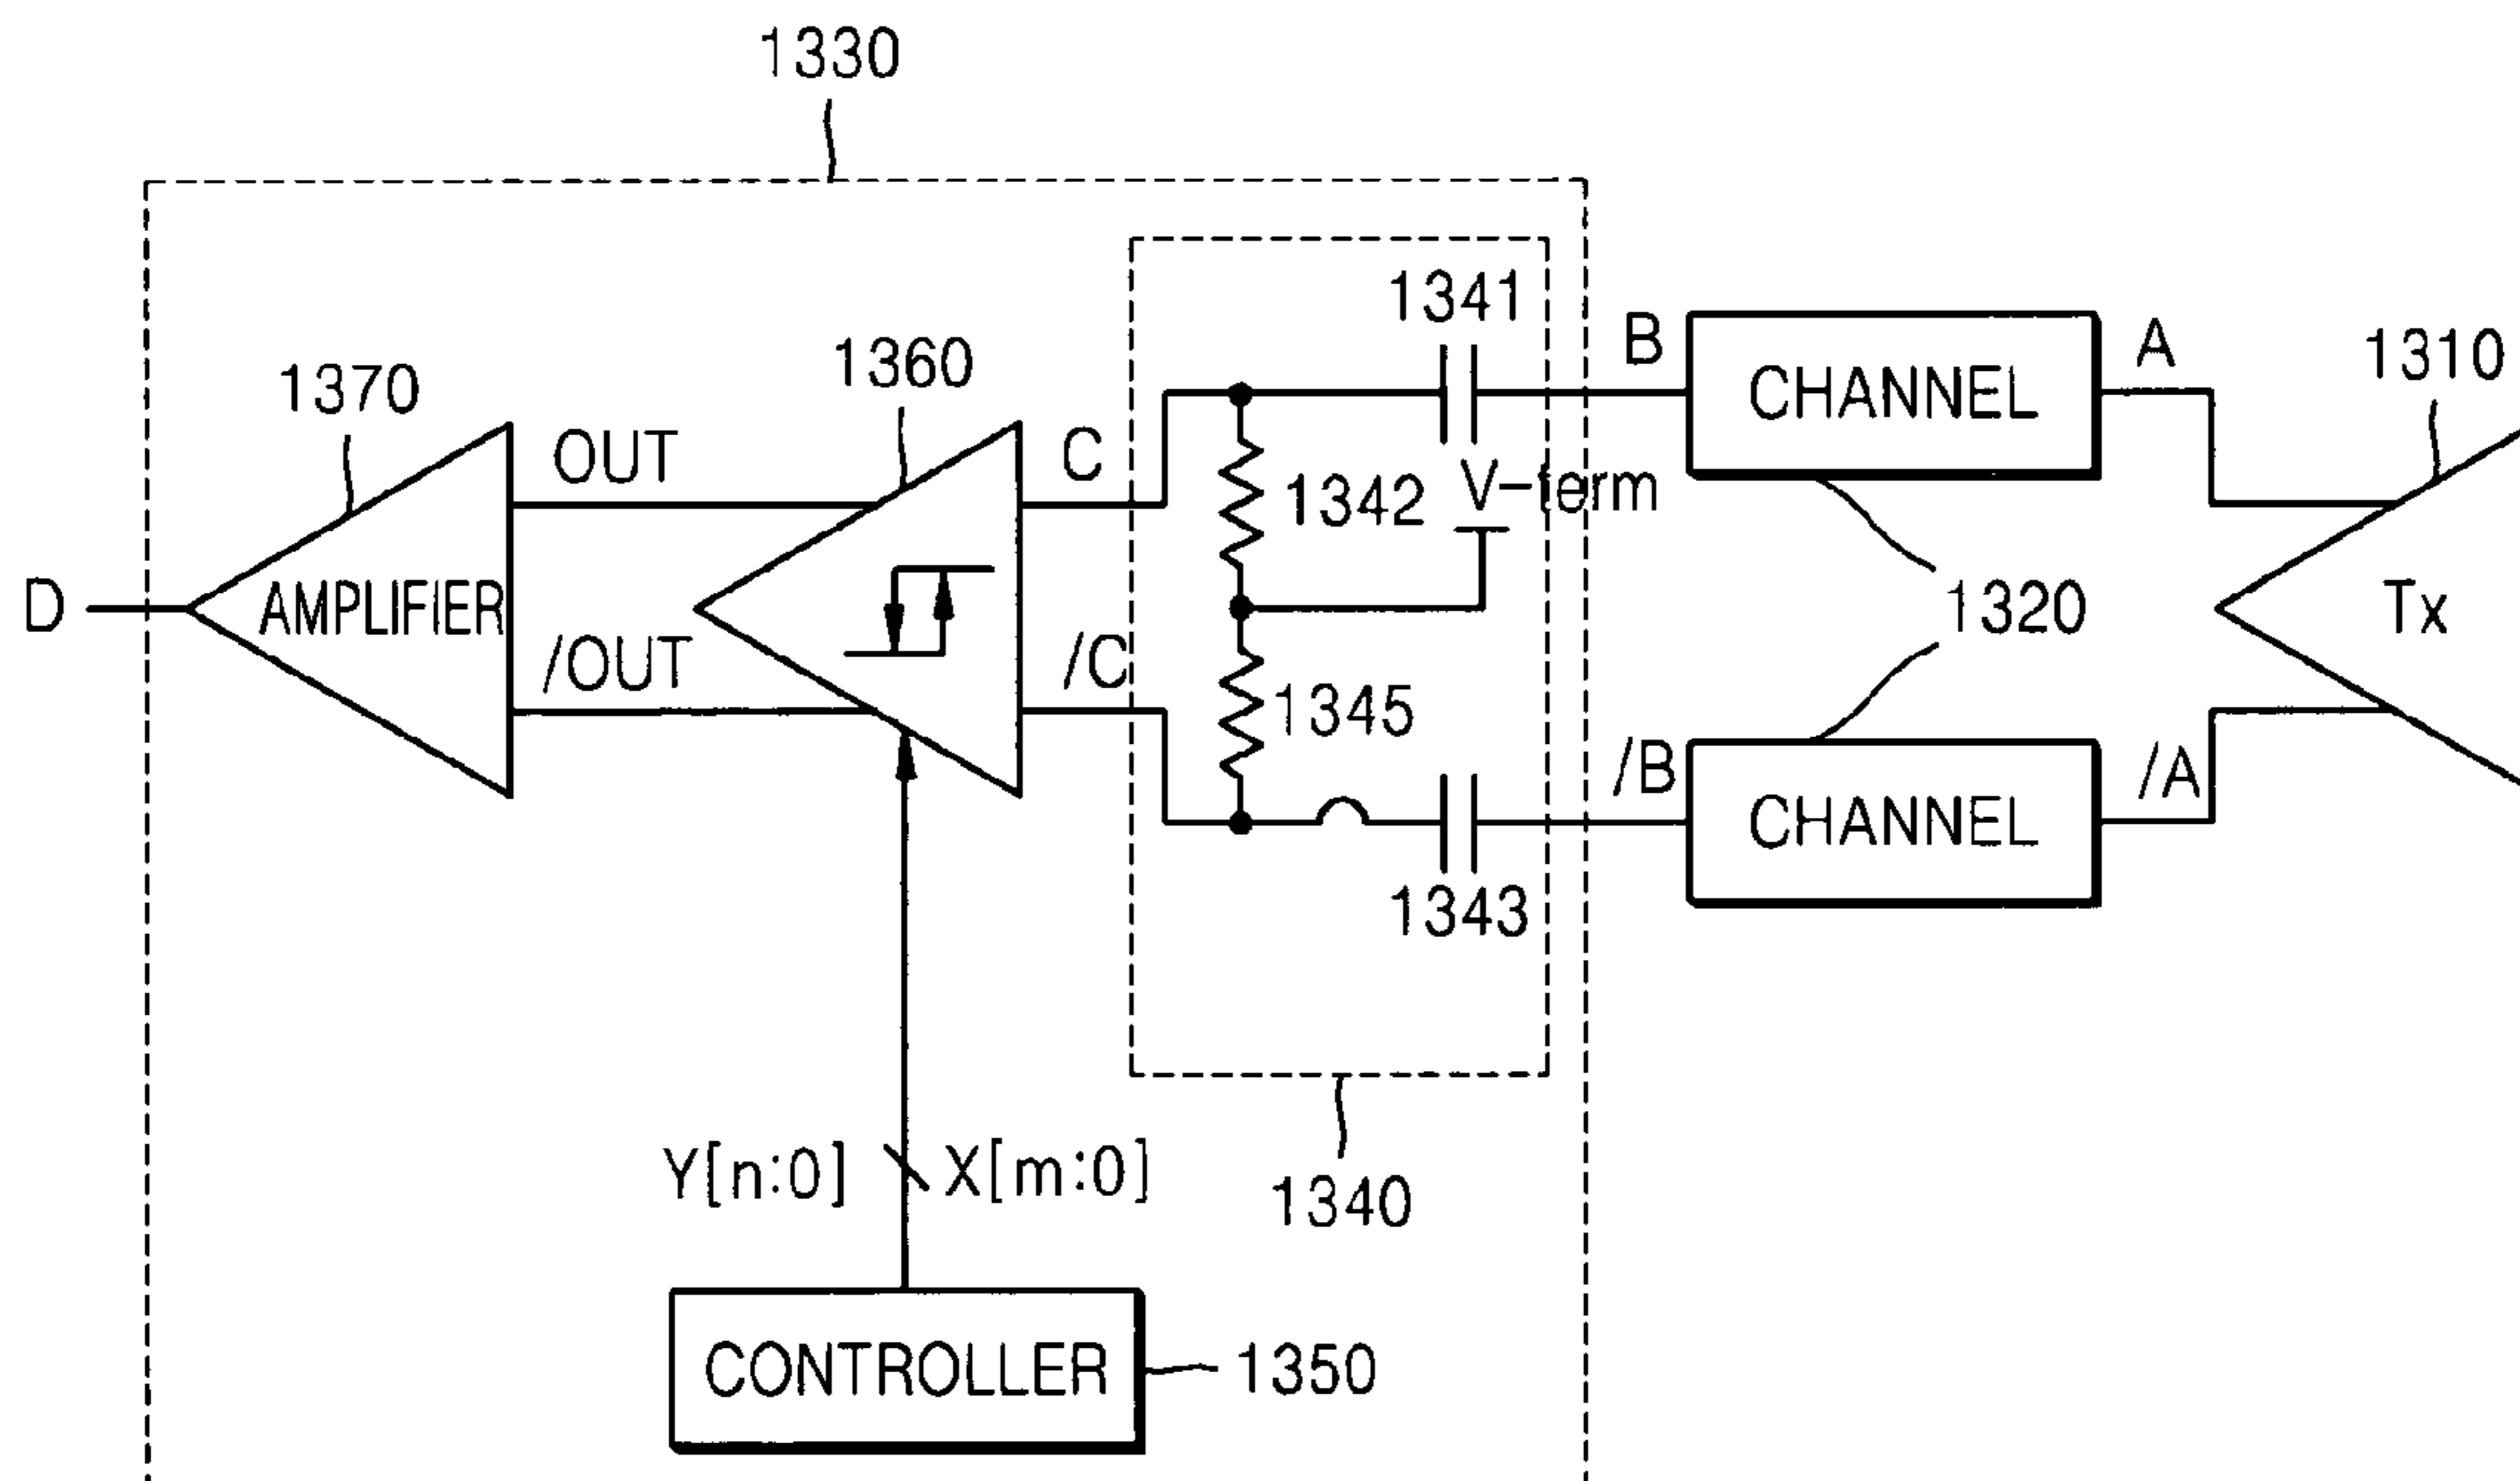 1330
1341
B
CHANNEL
A
1310
1370
1360
OUT
C
1342
V-term
D
AMPLIFIER
1320
Tx
/OUT
/C
1345
/B
CHANNEL
/A
1343
Y[n:0]
X[m:0]
1340
CONTROLLER
1350